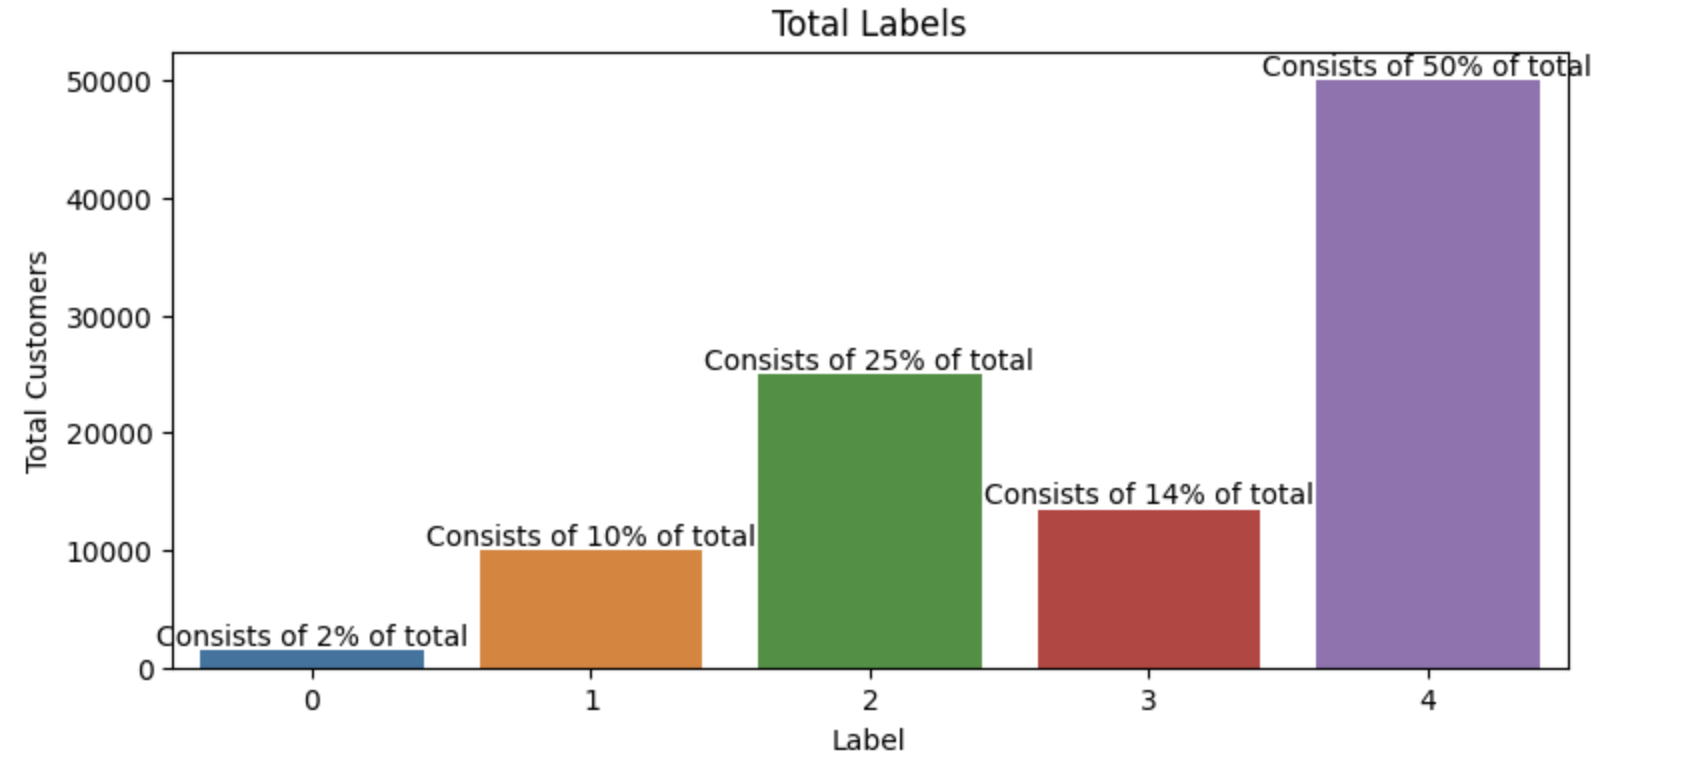 Total Labels
50000
40000
30000
20000
10000
0
Total Customers
Consists of 2% of total
Consists of 10% of total
Consists of 25% of total
Consists of 14% of total
Consists of 50% of total
0 1 2 3 4
Label